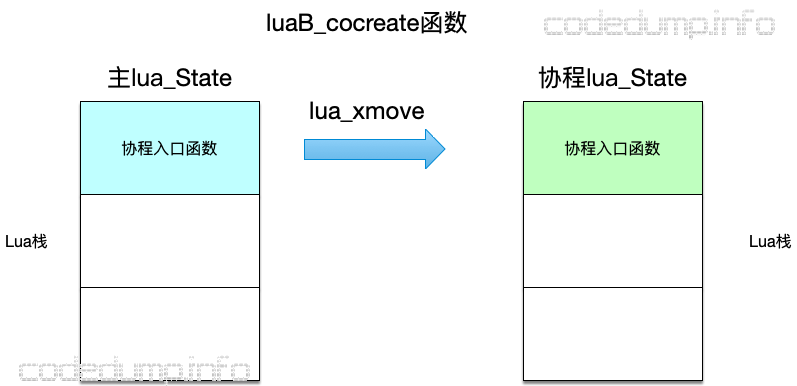 luaB_cocreate函数
codedump.info
主lua_State
lua_xmove
协程lua_State
协程入口函数
协程入口函数
Lua栈
Lua栈
codedump.info